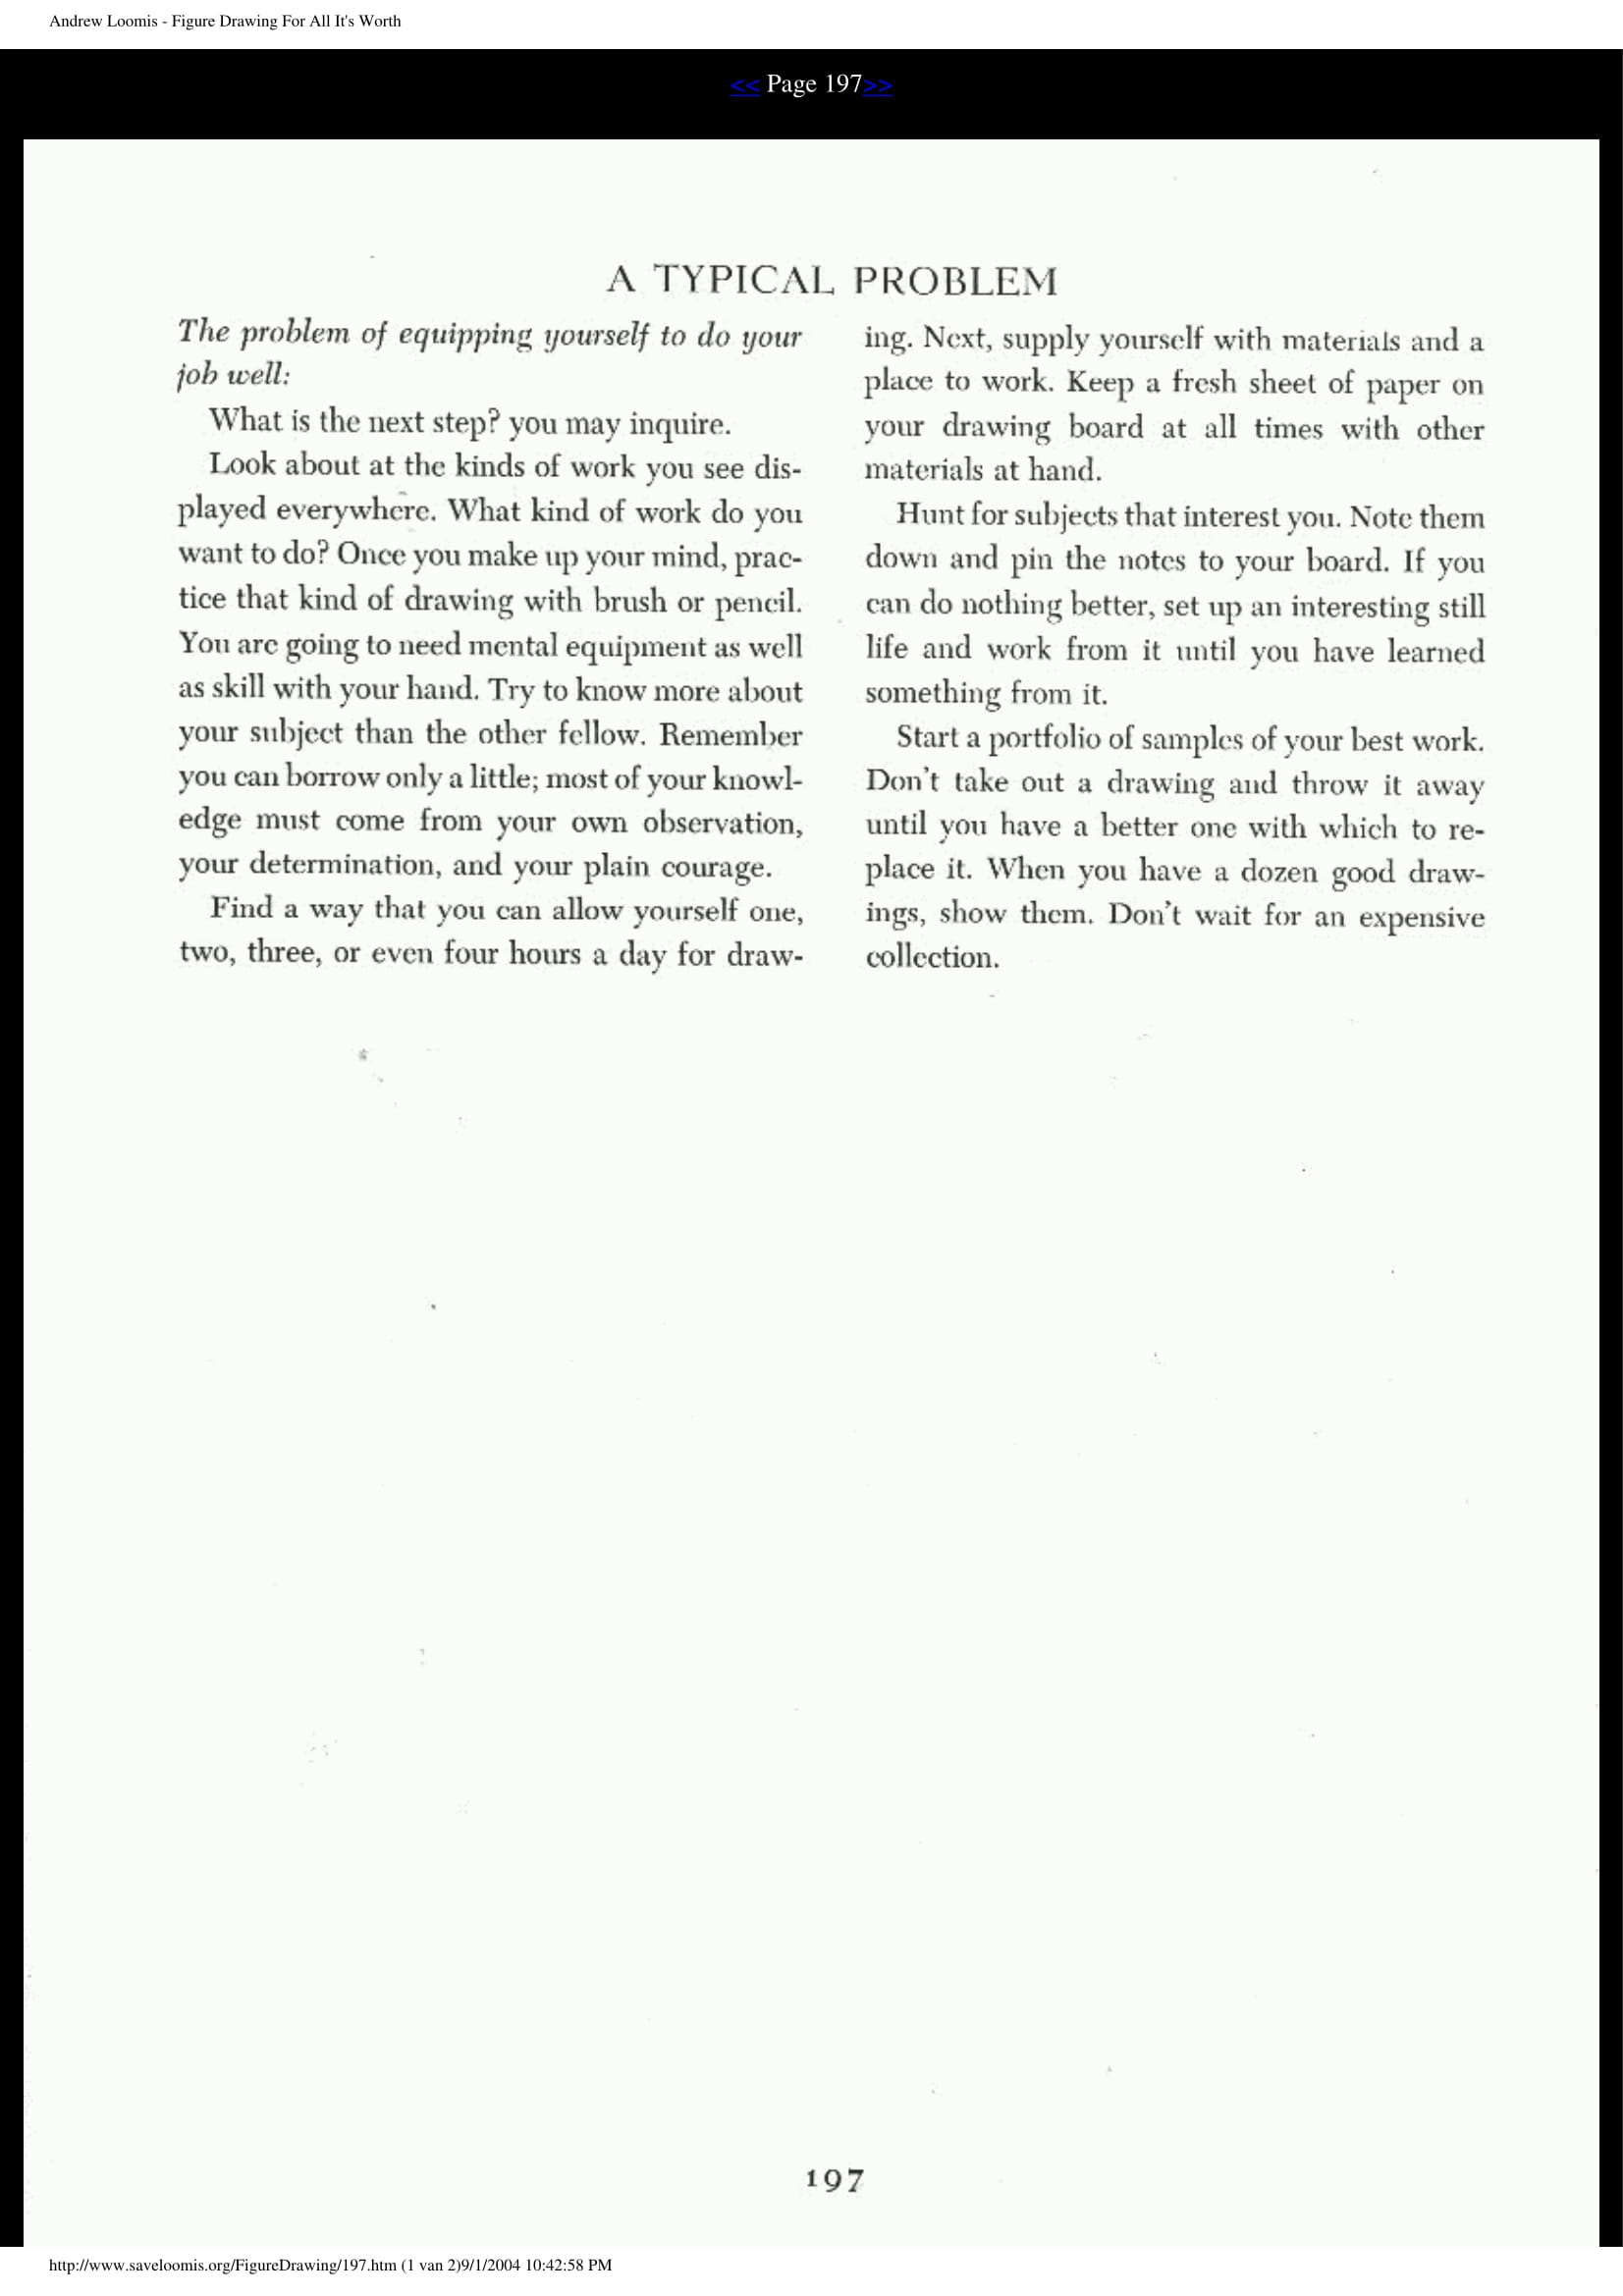 Andrew Loomis - Figure Drawing For All It's Worth
<< Page 197>>
A TYPICAL PROBLEM
The problem of equipping yourself to do your
job well:
What is the next step? you may inquire.
Look about at the kinds of work you see dis-
played everywhere. What kind of work do you
want to do? Once you make up your mind, prac-
tice that kind of drawing with brush or pencil.
You are going to need mental equipment as well
as skill with your hand. Try to know more about
your subject than the other fellow. Remember
you can borrow only a little; most of your knowl-
edge must come from your own observation,
your determination, and your plain courage.
Find a way that you can allow yourself one,
two, three, or even four hours a day for draw-
ing. Next, supply yourself with materials and a
place to work. Keep a fresh sheet of paper on
your drawing board at all times with other
materials at hand.
Hunt for subjects that interest you. Note them
down and pin the notes to your board. If you
can do nothing better, set up an interesting still
life and work from it until you have learned
something from it.
Start a portfolio of samples of your best work.
Don't take out a drawing and throw it away
until you have a better one with which to re-
place it. When you have a dozen good draw-
ings, show them. Don't wait for an expensive
collection.
197
http://www.saveloomis.org/FigureDrawing/197.htm (1 van 2)9/1/2004 10:42:58 PM